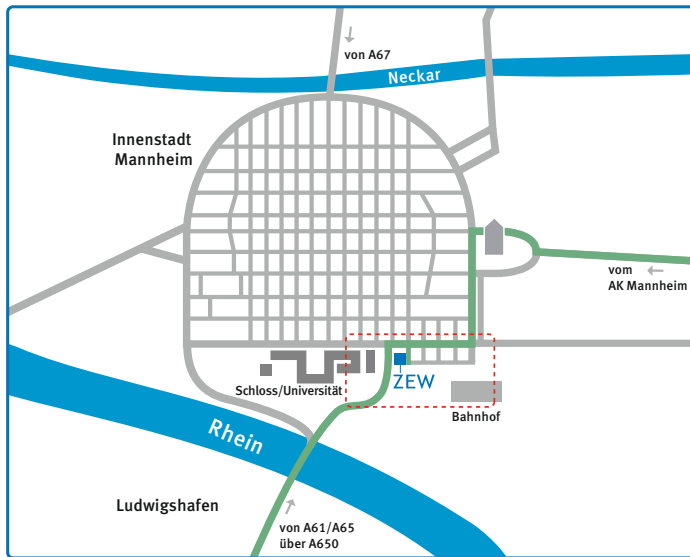 von A67
Neckar
Innenstadt
Mannheim
vom
AK Mannheim
ZEW
Schloss/Universität
Bahnhof
Rhein
Ludwigshafen
von A61/A65
über A650